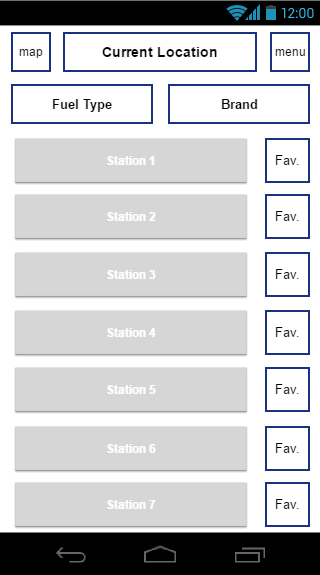 12:00
map Current Location menu
Fuel Type Brand
Station 1 Fav.
Station 2 Fav.
Station 3 Fav.
Station 4 Fav.
Station 5 Fav.
Station 6 Fav.
Station 7 Fav.